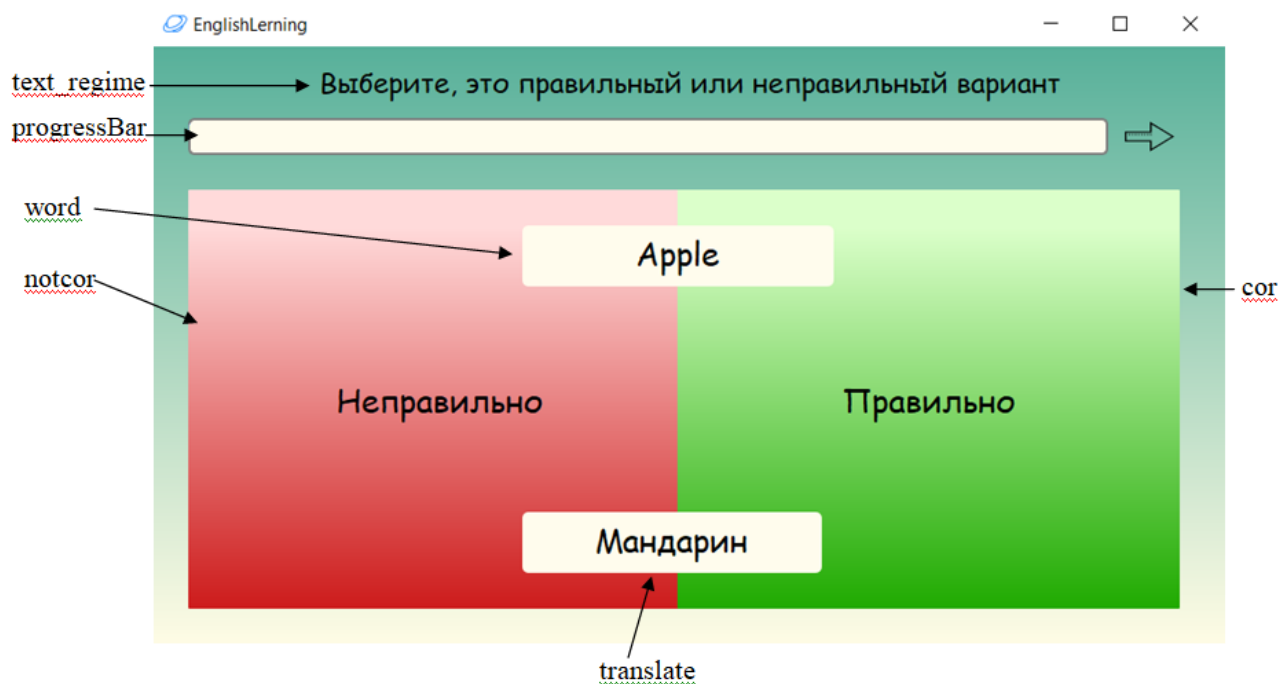 EnglishLerning
text_regime
Выберите, это правильный или неправильный вариант
progressBar
word
Apple
notcor
cor
Неправильно
Правильно
Мандарин
translate